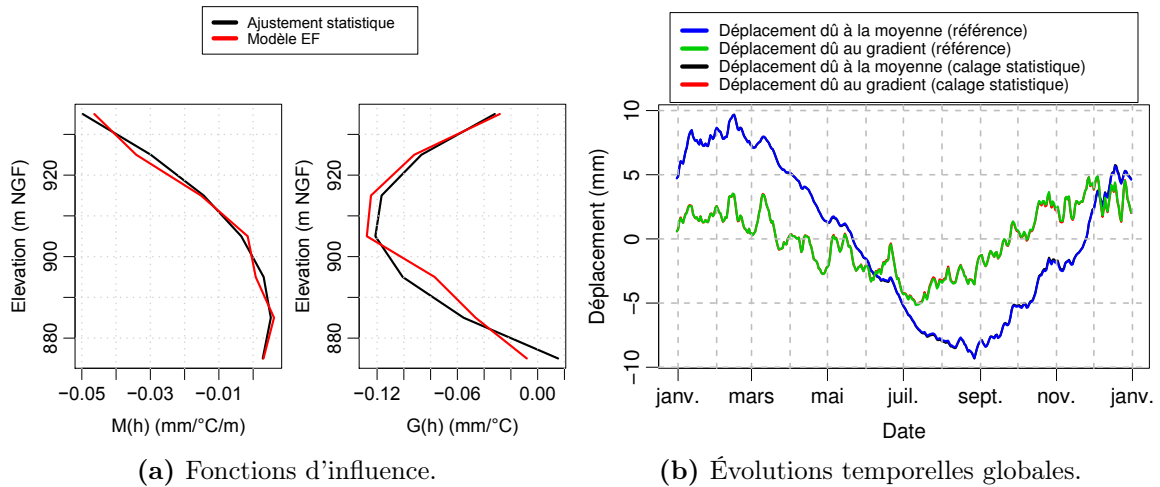 Ajustement statistique
Modèle EF
Elevation (m NGF)
920
900
880
−0.05
−0.03
−0.01
M(h) (mm/°C/m)
Elevation (m NGF)
920
900
880
−0.12
−0.06
0.00
G(h) (mm/°C)
(a) Fonctions d'influence.
Déplacement dû à la moyenne (référence)
Déplacement dû au gradient (référence)
Déplacement dû à la moyenne (calage statistique)
Déplacement dû au gradient (calage statistique)
Déplacement (mm)
10
5
0
−5
−10
janv.
mars
mai
juil.
sept.
nov.
janv.
Date
(b) Évolutions temporelles globales.